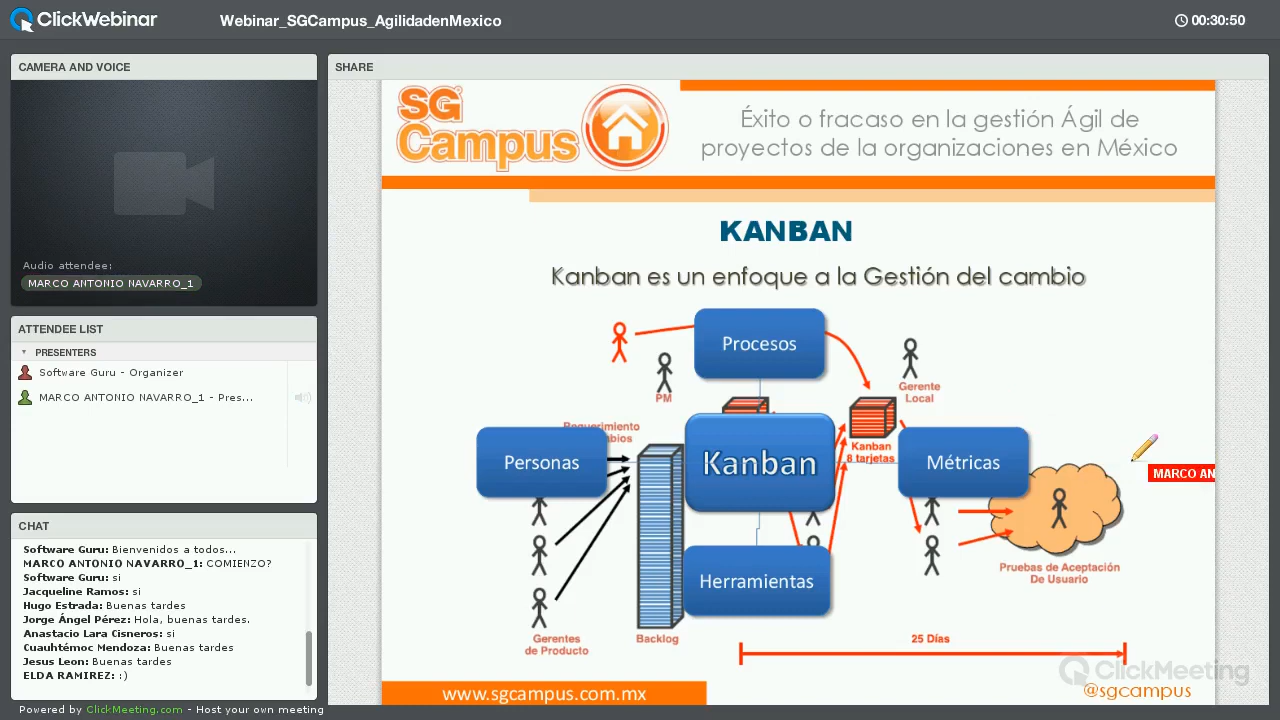 ClickWebinar
Webinar_SGCampus_AgilidadenMexico
00:30:50
CAMERA AND VOICE
Audio attendee:
MARCO ANTONIO NAVARRO_1
ATTENDEE LIST
PRESENTERS
Software Guru - Organizer
MARCO ANTONIO NAVARRO_1 - Pres...
CHAT
Software Guru: Bienvenidos a todos...
MARCO ANTONIO NAVARRO_1: COMIENZO?
Software Guru: si
Jacqueline Ramos: si
Hugo Estrada: Buenas tardes
Jorge Ángel Pérez: Hola, buenas tardes.
Anastacio Lara Cisneros: si
Cuauhtémoc Mendoza: Buenas tardes
Jesus Leon: Buenas tardes
ELDA RAMIREZ: :)
Powered by ClickMeeting.com - Host your own meeting
SHARE
SG
Campus
Éxito o fracaso en la gestión Ágil de
proyectos de la organizaciones en México
KANBAN
Kanban es un enfoque a la Gestión del cambio
Procesos
PM
Gerente
Local
Requerimiento
Kanban
8 tarjetas
Personas
Kanban
Métricas
MARCO AN
Herramientas
Pruebas de Aceptación
De Usuario
Gerentes
de Producto
Backlog
25 Días
ClickMeeting
www.sgcampus.com.mx
@sgcampus